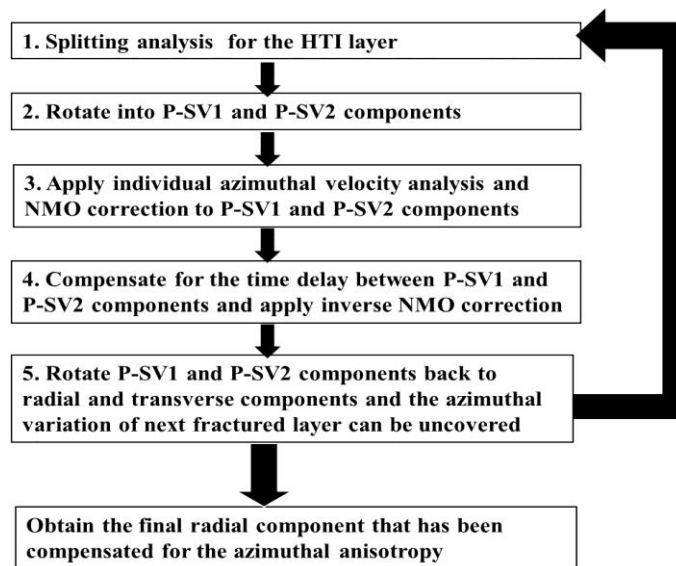 1. Splitting analysis for the HTI layer
2. Rotate into P-SV1 and P-SV2 components
3. Apply individual azimuthal velocity analysis and
NMO correction to P-SV1 and P-SV2 components
4. Compensate for the time delay between P-SV1 and
P-SV2 components and apply inverse NMO correction
5. Rotate P-SV1 and P-SV2 components back to
radial and transverse components and the azimuthal
variation of next fractured layer can be uncovered
Obtain the final radial component that has been
compensated for the azimuthal anisotropy